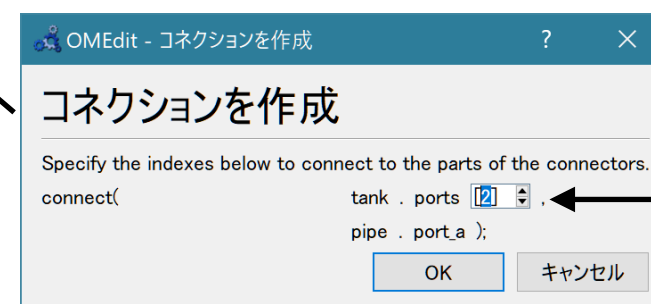 OMEdit - コネクションを作成 ? ×
コネクションを作成
Specify the indexes below to connect to the parts of the connectors.
connect( tank . ports [2] ,
pipe . port_a );
OK キャンセル